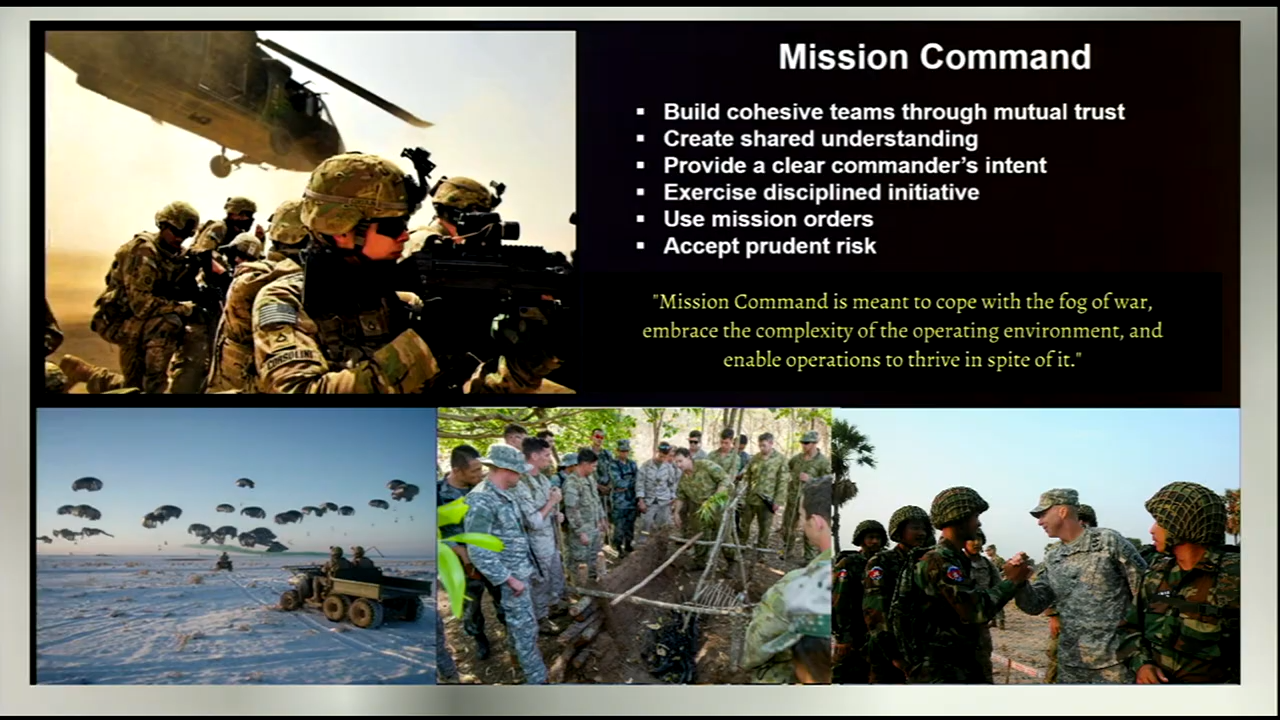 Mission Command
▪ Build cohesive teams through mutual trust
▪ Create shared understanding
▪ Provide a clear commander's intent
▪ Exercise disciplined initiative
▪ Use mission orders
▪ Accept prudent risk
"Mission Command is meant to cope with the fog of war,
embrace the complexity of the operating environment, and
enable operations to thrive in spite of it."
CONSOLINI